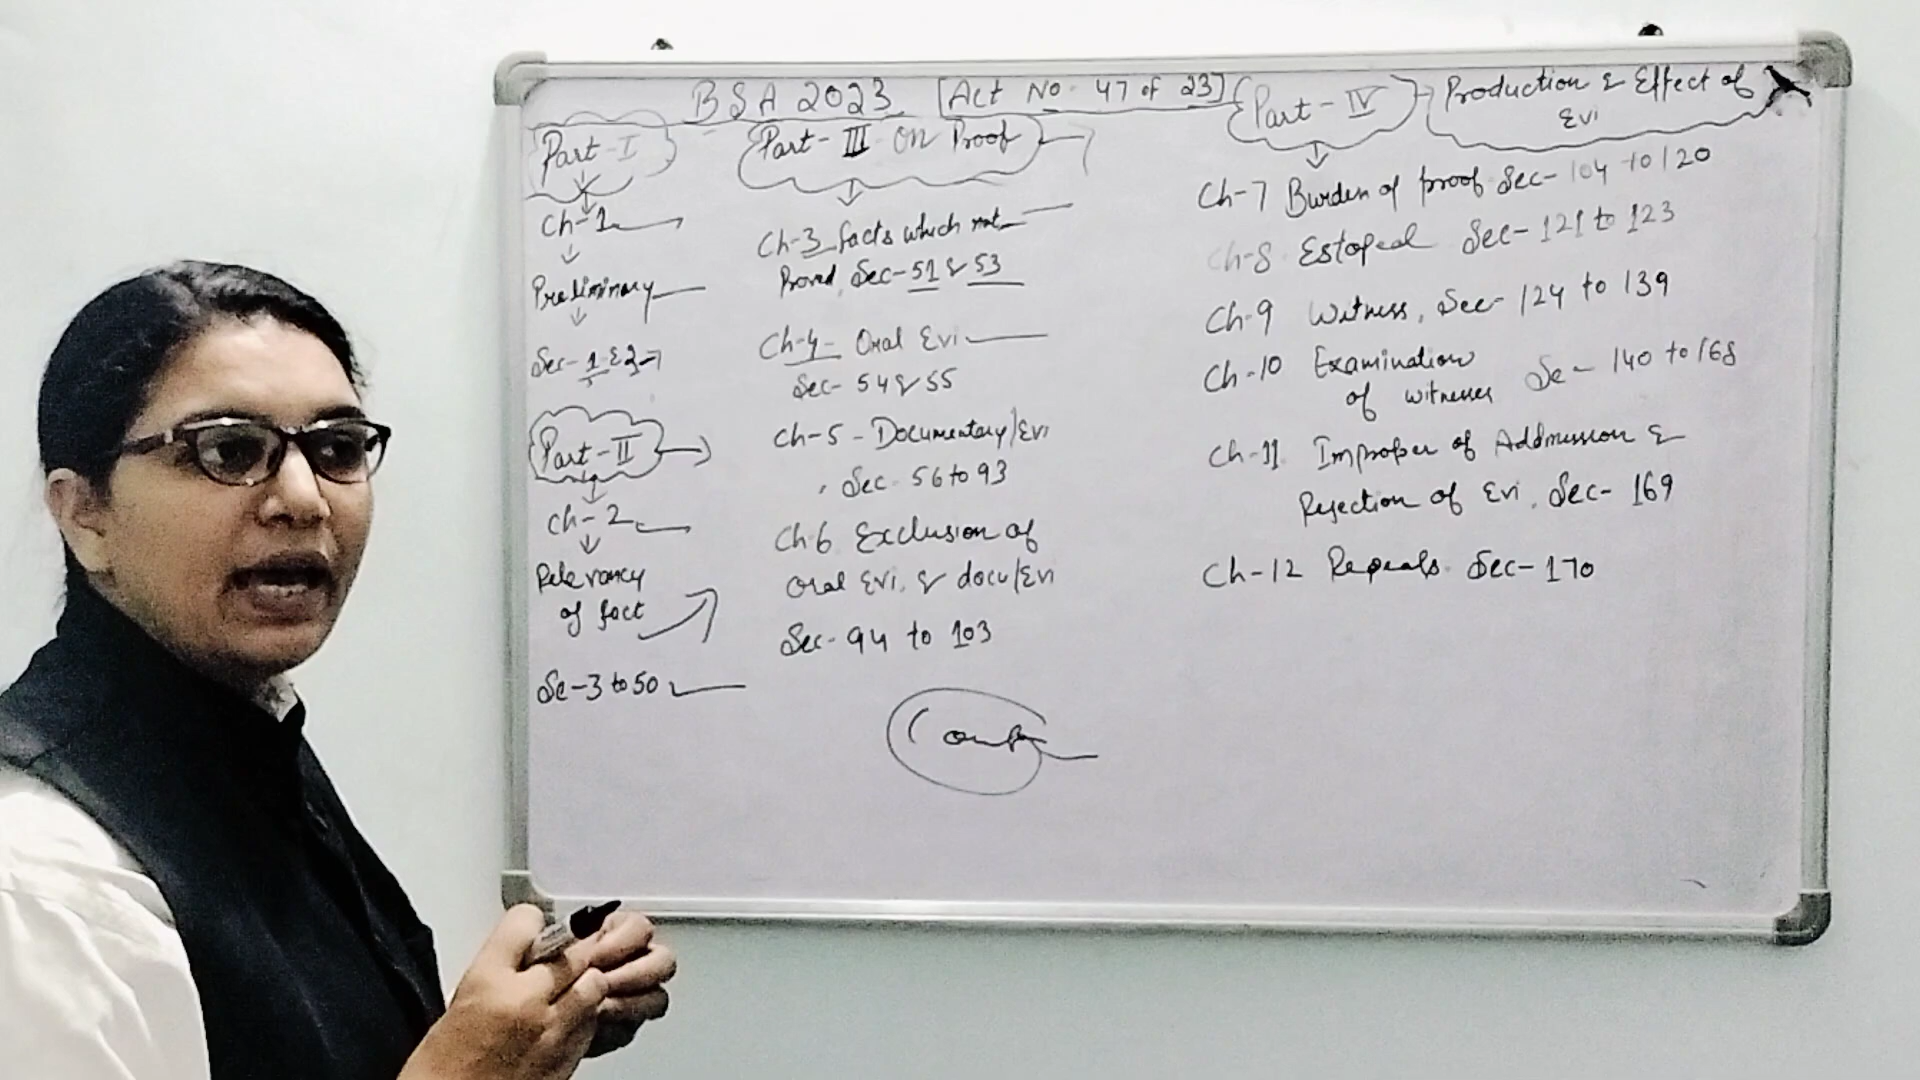 BSA 2023 [Act No. 47 of 23]
Part-I
Ch-1
Preliminary
Sec-1 & 2
Part-II
Ch-2
Relevancy
of fact
Se-3 to 50
Part-III on Proof
Ch-3 facts which not
Proved, Sec-51 & 53
Ch-4- Oral Evi
Sec- 54 & 55
Ch-5 - Documentary/Evi
, Sec 56 to 93
Ch 6 Exclusion of
Oral Evi. & docu/Evi
Sec-94 to 103
Part-IV
Production & Effect of
Evi
Ch-7 Burden of proof Sec-104 to 120
Ch-8 Estopeal Sec-121 to 123
Ch-9 Witness, Sec-124 to 139
Ch-10 Examination
of witnesses Se- 140 to 168
Ch-11. Improper of Addmission &
Rejection of Evi, Sec- 169
Ch-12 Repeals. Sec-170